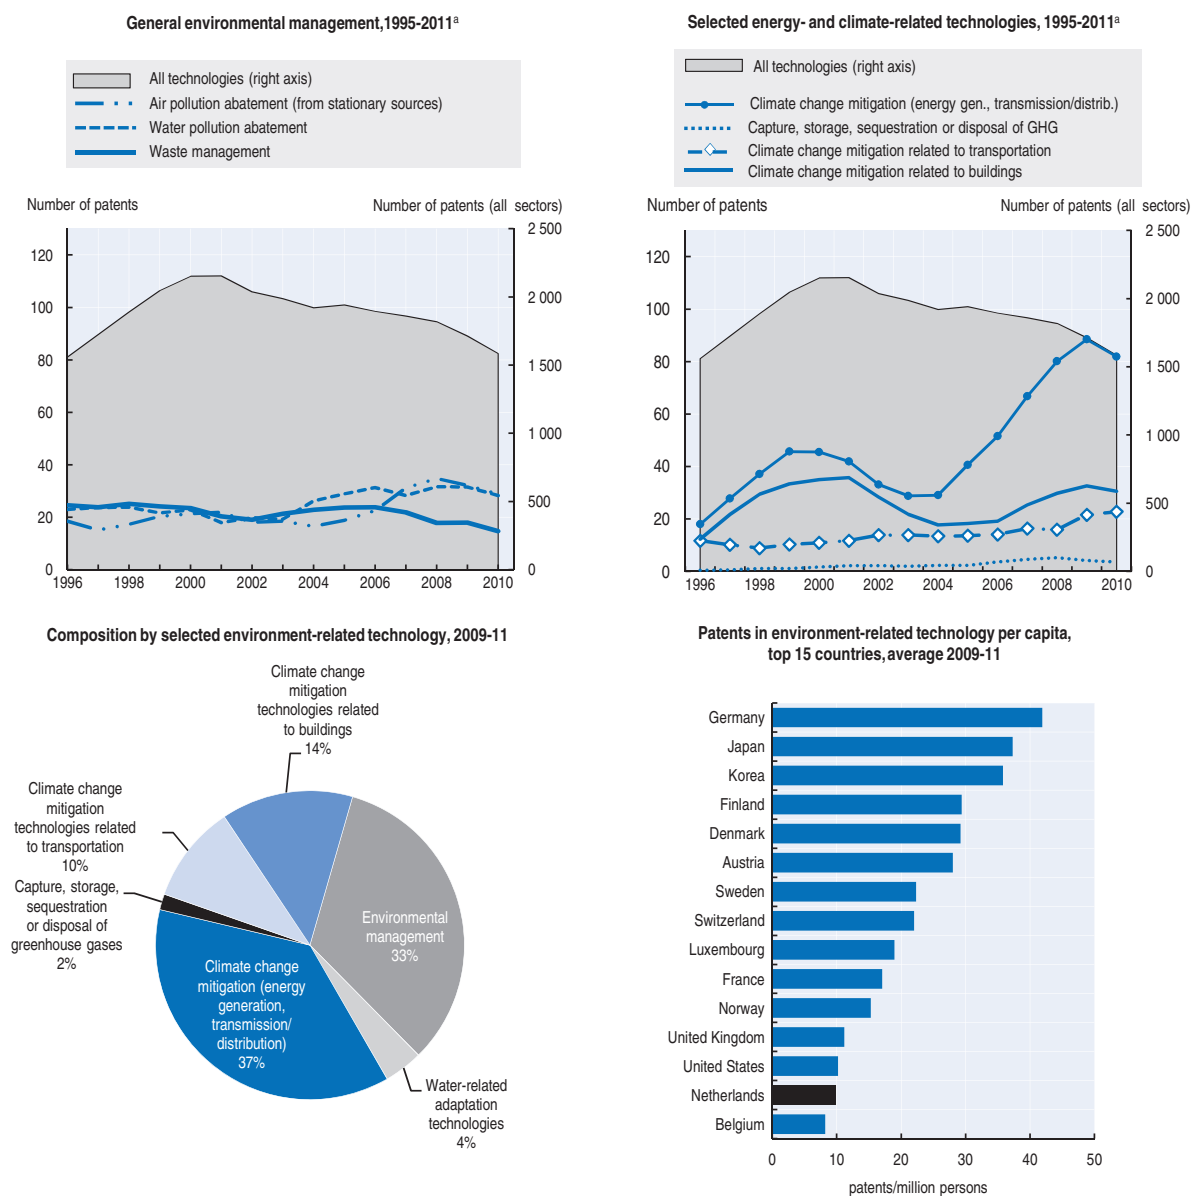 General environmental management,1995-2011a
All technologies (right axis)
Air pollution abatement (from stationary sources)
Water pollution abatement
Waste management
Number of patents
Number of patents (all sectors)
2 500
120
2 000
100
80
1 500
60
1 000
40
500
20
0
0
1996
1998
2000
2002
2004
2006
2008
2010
Selected energy- and climate-related technologies, 1995-2011a
All technologies (right axis)
Climate change mitigation (energy gen., transmission/distrib.)
Capture, storage, sequestration or disposal of GHG
Climate change mitigation related to transportation
Climate change mitigation related to buildings
Number of patents
Number of patents (all sectors)
2 500
120
2 000
100
80
1 500
60
1 000
40
500
20
0
0
1996
1998
2000
2002
2004
2006
2008
2010
Composition by selected environment-related technology, 2009-11
Climate change
mitigation
technologies related
to buildings
14%
Climate change
mitigation
technologies related
to transportation
10%
Capture, storage,
sequestration
or disposal of
greenhouse gases
2%
Environmental
management
33%
Climate change
mitigation (energy
generation,
transmission/
distribution)
37%
Water-related
adaptation
technologies
4%
Patents in environment-related technology per capita,
top 15 countries, average 2009-11
Germany
Japan
Korea
Finland
Denmark
Austria
Sweden
Switzerland
Luxembourg
France
Norway
United Kingdom
United States
Netherlands
Belgium
0
10
20
30
40
50
patents/million persons